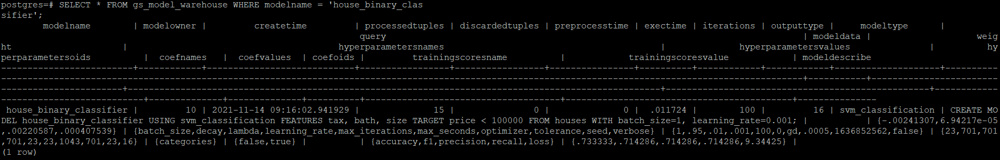 postgres=# SELECT * FROM gs_model_warehouse WHERE modelname = 'house_binary_clas
sifier';
modelname | modelowner | createtime | processedtuples | discardedtuples | preprocesstime | exectime | iterations | outputtype | modeltype |
query | modeldata | weig
ht | hyperparametersnames | hyperparametersvalues | hy
perparametersoids | coefnames | coefvalues | coefoids | trainingscoresname | trainingscoresvalue | modeldescribe
-------------------------+------------+----------------------------+-----------------+-----------------+----------------+----------+------------+------------+--------------------+----------
--------------------------------------------------------------------------------------------------------------------------------------------------------+-----------+------------------------
-----------------------+-----------------------------------------------------------------------------------------------------+--------------------------------------------------+------------
---------------------------+--------------+--------------+----------+-------------------------------------+-------------------------------------------+---------------
house_binary_classifier | 10 | 2021-11-14 09:16:02.941929 | 15 | 0 | 0 | .011724 | 100 | 16 | svm_classification | CREATE MO
DEL house_binary_classifier USING svm_classification FEATURES tax, bath, size TARGET price < 100000 FROM houses WITH batch_size=1, learning_rate=0.001; | | {-.00241307,6.94217e-05
,.00220587,.000407539} | {batch_size,decay,lambda,learning_rate,max_iterations,max_seconds,optimizer,tolerance,seed,verbose} | {1,.95,.01,.001,100,0,gd,.0005,1636852562,false} | {23,701,701
,701,23,23,1043,701,23,16} | {categories} | {false,true} | | {accuracy,f1,precision,recall,loss} | {.733333,.714286,.714286,.714286,9.34425} |
(1 row)